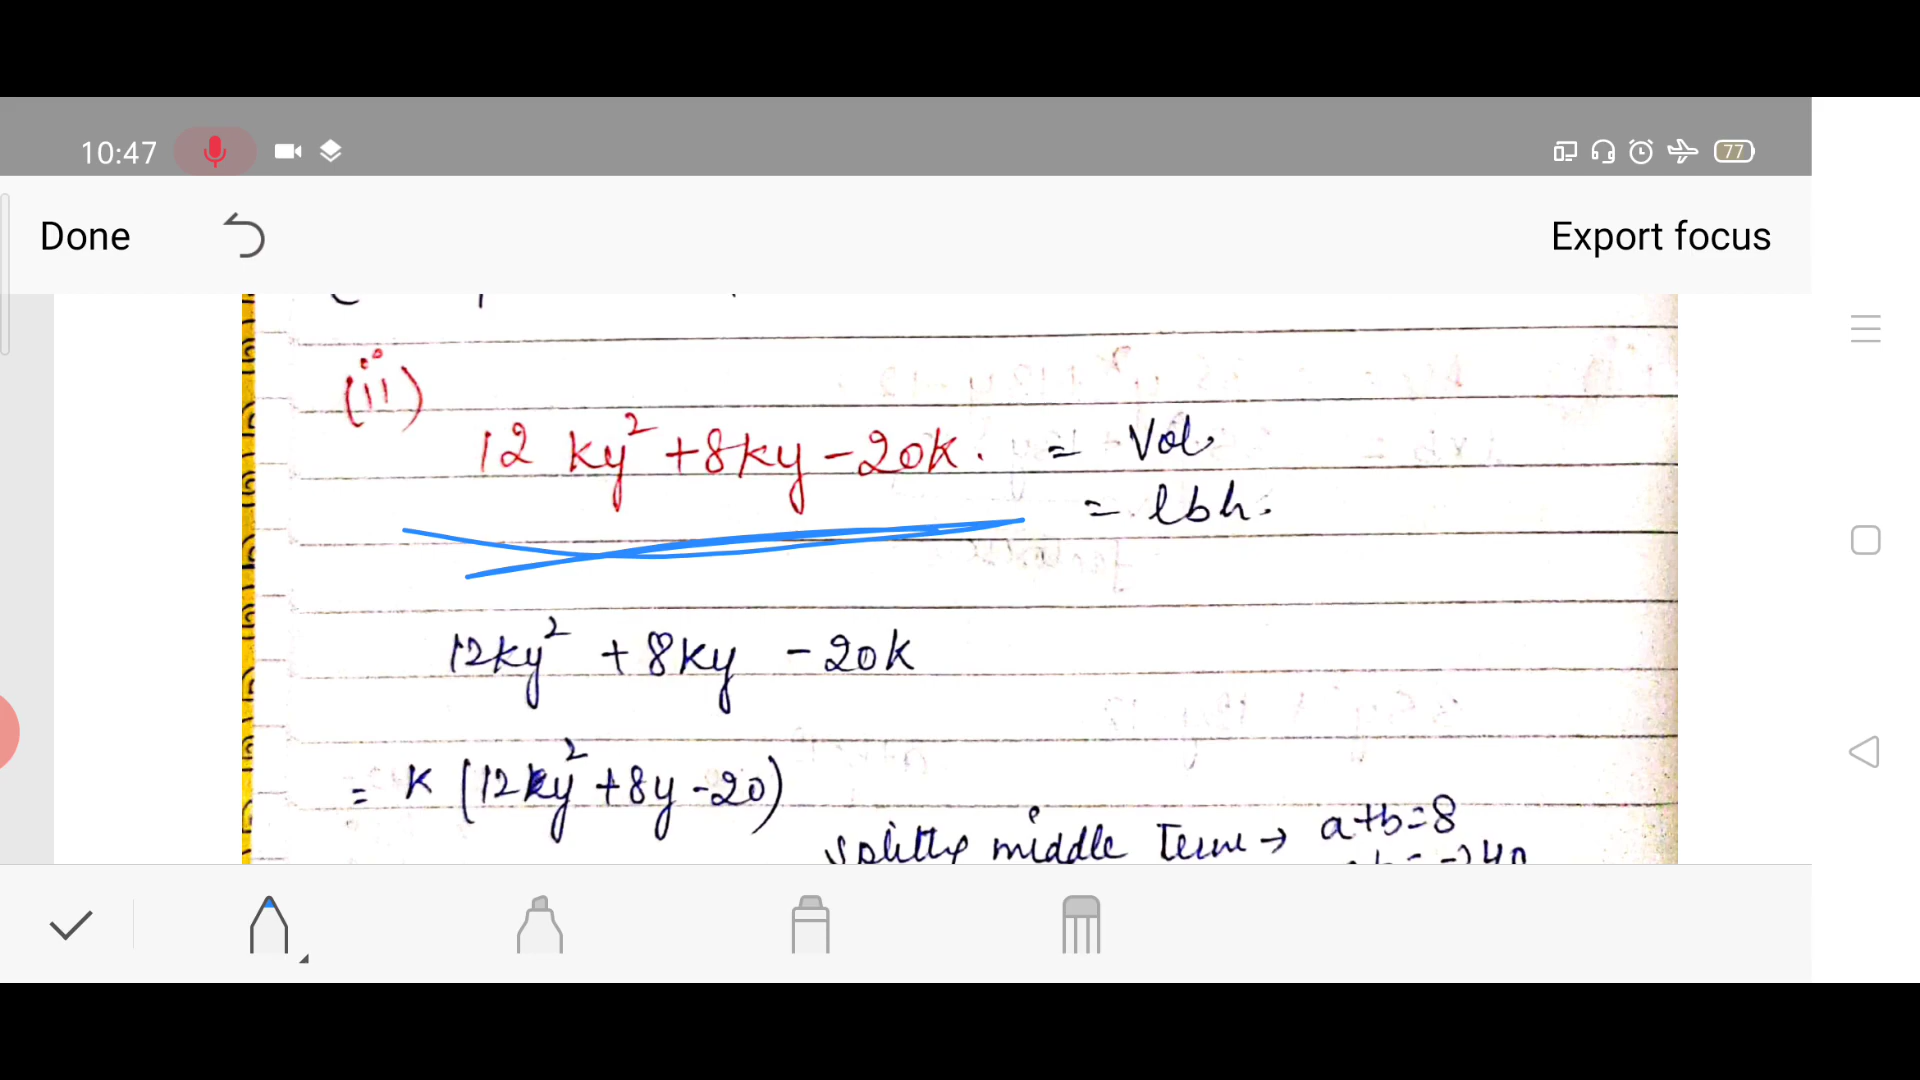 10:47 77
Done Export focus
(ii)
12 ky² +8ky -20k. = Vol
= lbh.
12ky² +8ky -20k
= K (12ky² +8y -20)
middle Term → a+b=8